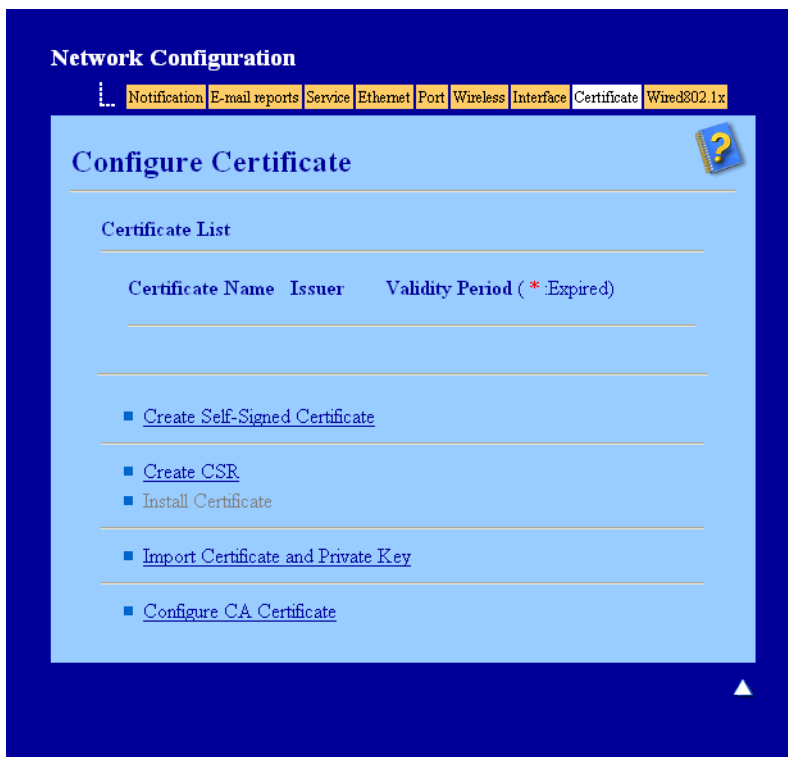 Network Configuration
Notification E-mail reports Service Ethernet Port Wireless Interface Certificate Wired802.1x
Configure Certificate
?
Certificate List
Certificate Name Issuer Validity Period ( * :Expired)
Create Self-Signed Certificate
Create CSR
Install Certificate
Import Certificate and Private Key
Configure CA Certificate